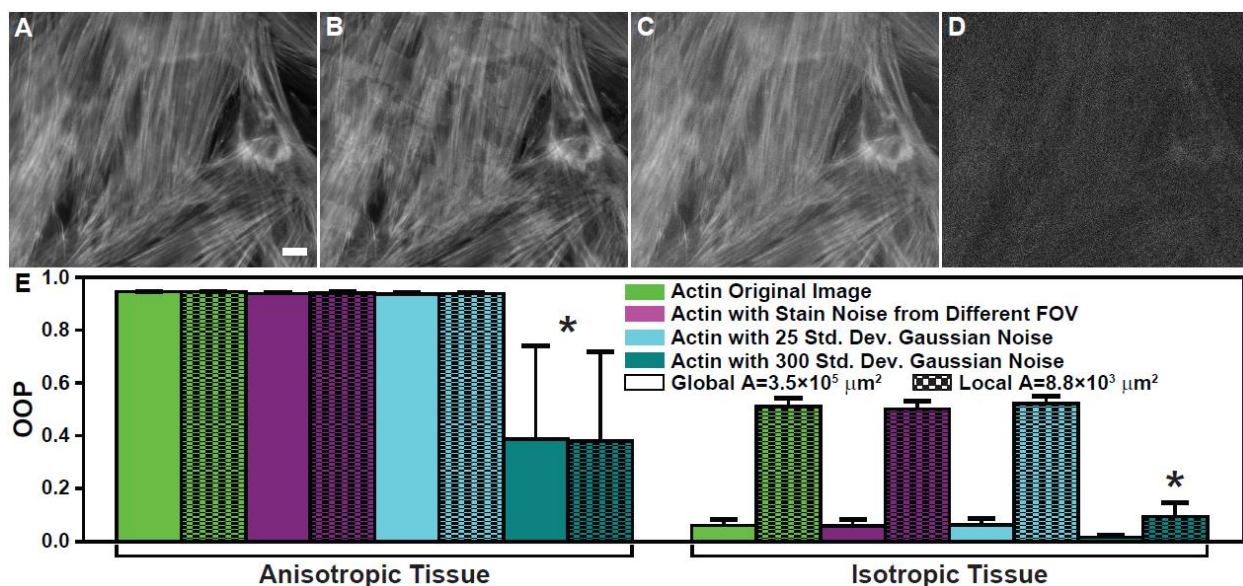 A B C D
E
1.0
0.8
0.6
0.4
0.2
0.0
OOP
Actin Original Image
Actin with Stain Noise from Different FOV
Actin with 25 Std. Dev. Gaussian Noise
Actin with 300 Std. Dev. Gaussian Noise
Global A=3.5×10⁵ µm² Local A=8.8×10³ µm²
*
*
Anisotropic Tissue Isotropic Tissue